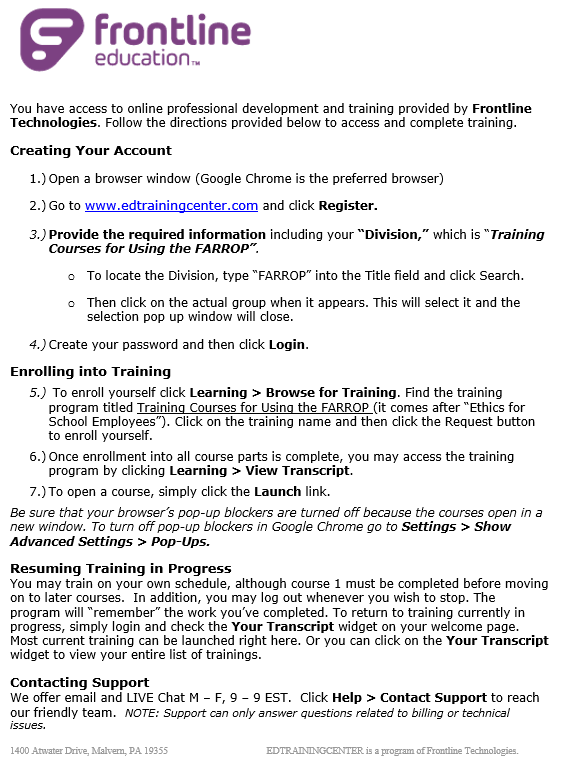 frontline
education™
You have access to online professional development and training provided by Frontline
Technologies. Follow the directions provided below to access and complete training.
Creating Your Account
1.) Open a browser window (Google Chrome is the preferred browser)
2.) Go to www.edtrainingcenter.com and click Register.
3.) Provide the required information including your “Division,” which is “Training
Courses for Using the FARROP”.
o To locate the Division, type “FARROP” into the Title field and click Search.
o Then click on the actual group when it appears. This will select it and the
selection pop up window will close.
4.) Create your password and then click Login.
Enrolling into Training
5.) To enroll yourself click Learning > Browse for Training. Find the training
program titled Training Courses for Using the FARROP (it comes after “Ethics for
School Employees”). Click on the training name and then click the Request button
to enroll yourself.
6.) Once enrollment into all course parts is complete, you may access the training
program by clicking Learning > View Transcript.
7.) To open a course, simply click the Launch link.
Be sure that your browser’s pop-up blockers are turned off because the courses open in a
new window. To turn off pop-up blockers in Google Chrome go to Settings > Show
Advanced Settings > Pop-Ups.
Resuming Training in Progress
You may train on your own schedule, although course 1 must be completed before moving
on to later courses. In addition, you may log out whenever you wish to stop. The
program will “remember” the work you’ve completed. To return to training currently in
progress, simply login and check the Your Transcript widget on your welcome page.
Most current training can be launched right here. Or you can click on the Your Transcript
widget to view your entire list of trainings.
Contacting Support
We offer email and LIVE Chat M – F, 9 – 9 EST. Click Help > Contact Support to reach
our friendly team. NOTE: Support can only answer questions related to billing or technical
issues.
1400 Atwater Drive, Malvern, PA 19355 EDTRAININGCENTER is a program of Frontline Technologies.